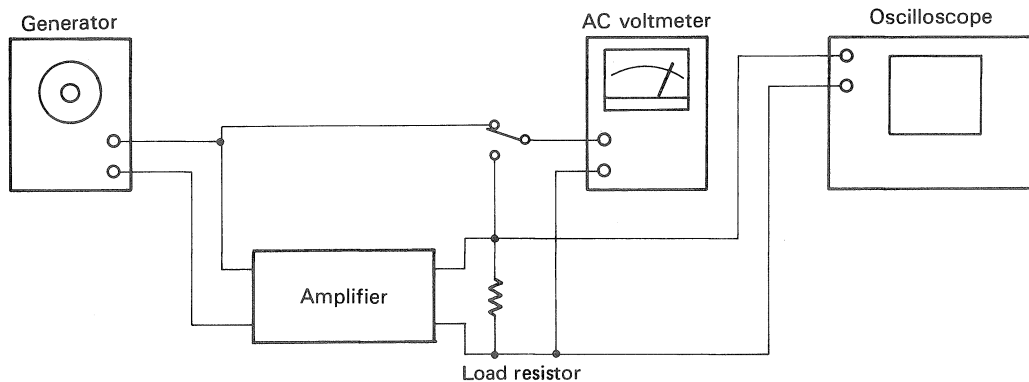 Generator
AC voltmeter
Oscilloscope
Amplifier
Load resistor